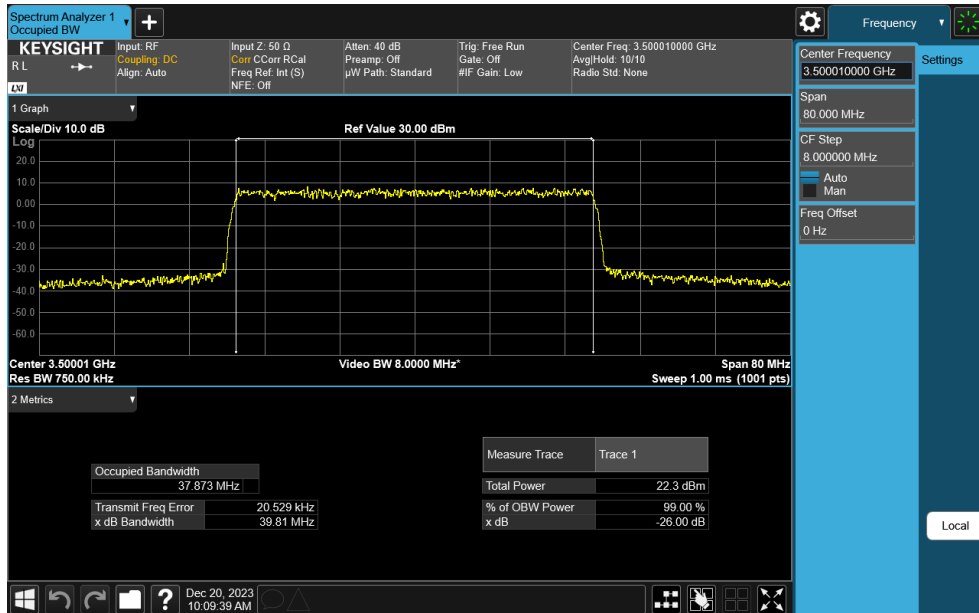 Spectrum Analyzer 1
Occupied BW
+
Frequency
KEYSIGHT
R L
LXI
Input: RF
Coupling: DC
Align: Auto
Input Z: 50 Ω
Corr CCorr RCal
Freq Ref: Int (S)
NFE: Off
Atten: 40 dB
Preamp: Off
µW Path: Standard
Trig: Free Run
Gate: Off
#IF Gain: Low
Center Freq: 3.500010000 GHz
Avg|Hold: 10/10
Radio Std: None
Center Frequency
3.500010000 GHz
Settings
Span
80.000 MHz
CF Step
8.000000 MHz
Auto
Man
Freq Offset
0 Hz
Local
1 Graph
Scale/Div 10.0 dB
Ref Value 30.00 dBm
Log
20.0
10.0
0.00
-10.0
-20.0
-30.0
-40.0
-50.0
-60.0
Center 3.50001 GHz
Video BW 8.0000 MHz*
Span 80 MHz
Res BW 750.00 kHz
Sweep 1.00 ms (1001 pts)
2 Metrics
Measure Trace Trace 1
Occupied Bandwidth
37.873 MHz
Total Power 22.3 dBm
Transmit Freq Error 20.529 kHz
x dB Bandwidth 39.81 MHz
% of OBW Power 99.00 %
x dB -26.00 dB
?
Dec 20, 2023
10:09:39 AM